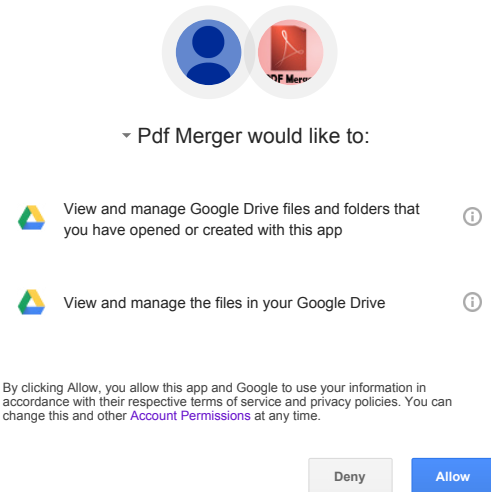 PDF Merge
Pdf Merger would like to:
View and manage Google Drive files and folders that
you have opened or created with this app
View and manage the files in your Google Drive
By clicking Allow, you allow this app and Google to use your information in
accordance with their respective terms of service and privacy policies. You can
change this and other Account Permissions at any time.
Deny
Allow